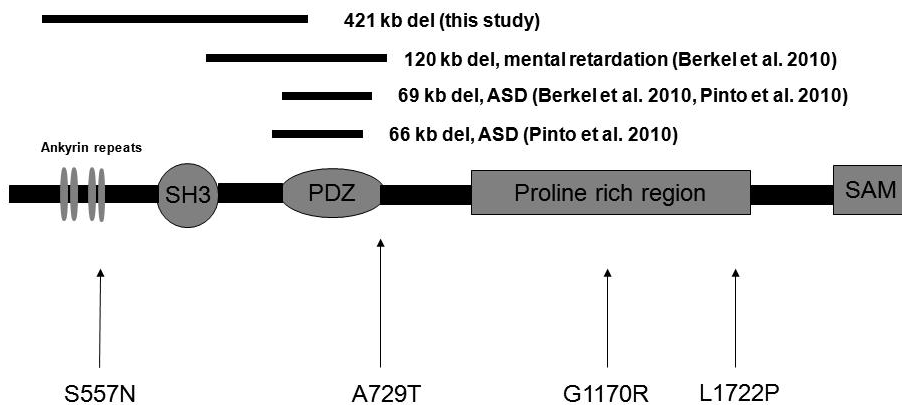 421 kb del (this study)
120 kb del, mental retardation (Berkel et al. 2010)
69 kb del, ASD (Berkel et al. 2010, Pinto et al. 2010)
66 kb del, ASD (Pinto et al. 2010)
Ankyrin repeats
SH3
PDZ
Proline rich region
SAM
S557N
A729T
G1170R
L1722P